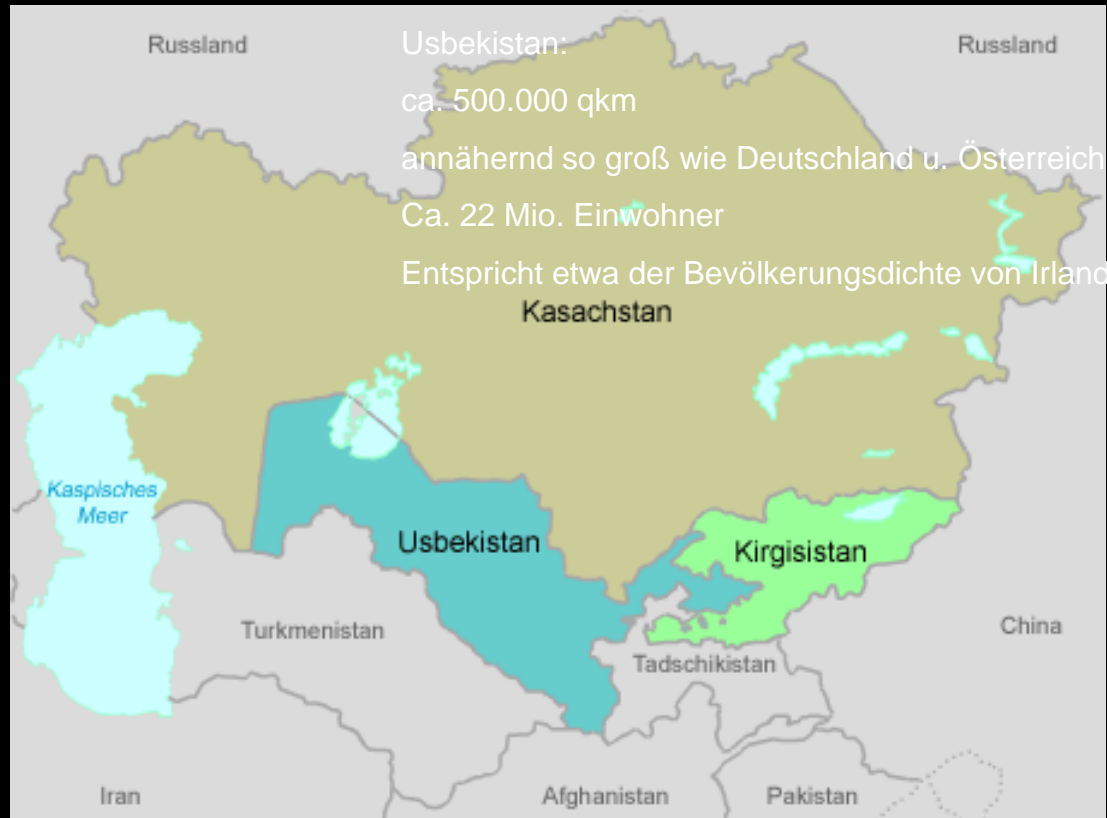 Russland
Russland
Usbekistan:
ca. 500.000 qkm
annähernd so groß wie Deutschland u. Österreich
Ca. 22 Mio. Einwohner
Entspricht etwa der Bevölkerungsdichte von Irland
Kasachstan
Kaspisches
Meer
Usbekistan
Kirgisistan
Turkmenistan
China
Tadschikistan
Iran
Afghanistan
Pakistan